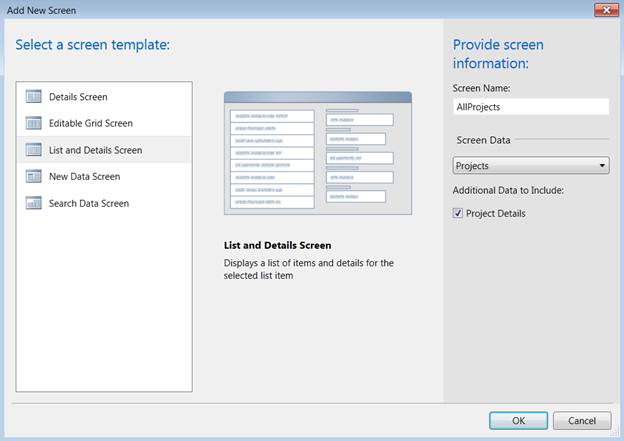 Add New Screen
Select a screen template:
Details Screen
Editable Grid Screen
List and Details Screen
New Data Screen
Search Data Screen
List and Details Screen
Displays a list of items and details for the
selected list item
Provide screen
information:
Screen Name:
AllProjects
Screen Data
Projects
Additional Data to Include:
Project Details
OK
Cancel